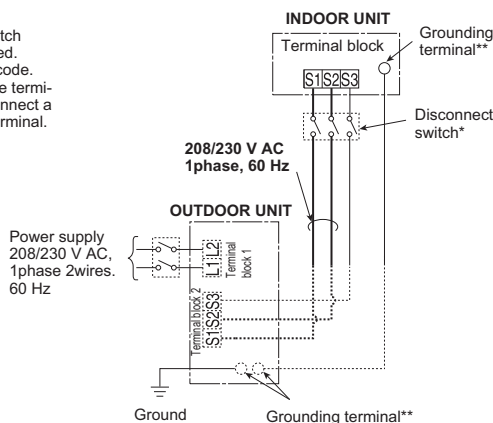 tch
ed.
code.
e termi-
nnect a
rminal.
INDOOR UNIT
Terminal block
Grounding
terminal**
S1 S2 S3
Disconnect
switch*
208/230 V AC
1phase, 60 Hz
OUTDOOR UNIT
Power supply
208/230 V AC,
1phase 2wires.
60 Hz
L1 L2
Terminal
block 1
Terminal block 2
S1 S2 S3
Ground
Grounding terminal**